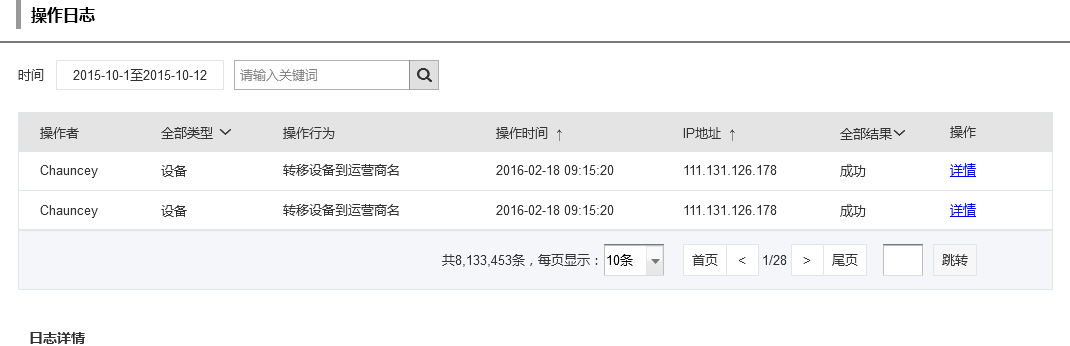 操作日志
时间 2015-10-1至2015-10-12 请输入关键词
操作者 全部类型 操作行为 操作时间 ↑ IP地址 ↑ 全部结果 操作
Chauncey 设备 转移设备到运营商名 2016-02-18 09:15:20 111.131.126.178 成功 详情
Chauncey 设备 转移设备到运营商名 2016-02-18 09:15:20 111.131.126.178 成功 详情
共8,133,453条，每页显示： 10条 首页 < 1/28 > 尾页 跳转
日志详情